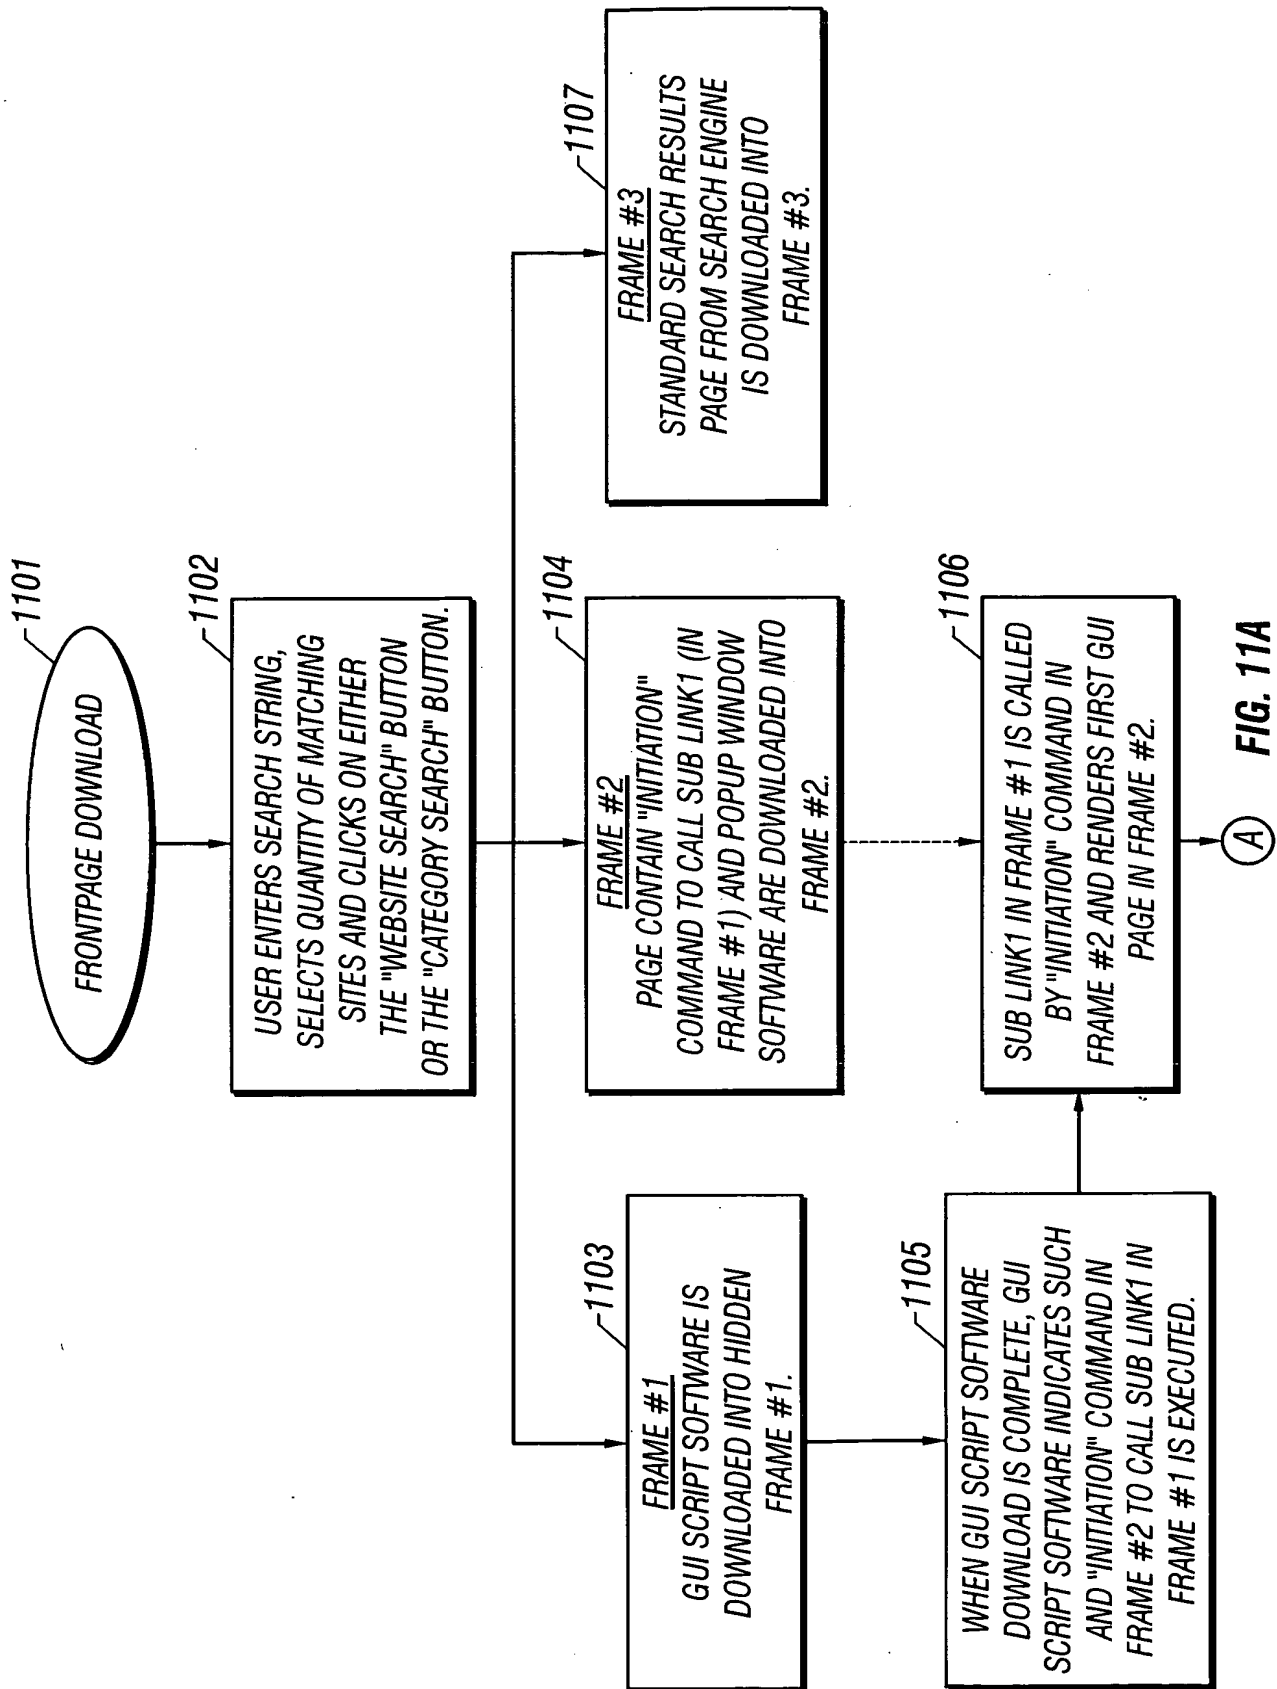 1101
FRONTPAGE DOWNLOAD
1102
USER ENTERS SEARCH STRING,
SELECTS QUANTITY OF MATCHING
SITES AND CLICKS ON EITHER
THE "WEBSITE SEARCH" BUTTON
OR THE "CATEGORY SEARCH" BUTTON.
1103
FRAME #1
GUI SCRIPT SOFTWARE IS
DOWNLOADED INTO HIDDEN
FRAME #1.
1104
FRAME #2
PAGE CONTAIN "INITIATION"
COMMAND TO CALL SUB LINK1 (IN
FRAME #1) AND POPUP WINDOW
SOFTWARE ARE DOWNLOADED INTO
FRAME #2.
1107
FRAME #3
STANDARD SEARCH RESULTS
PAGE FROM SEARCH ENGINE
IS DOWNLOADED INTO
FRAME #3.
1105
WHEN GUI SCRIPT SOFTWARE
DOWNLOAD IS COMPLETE, GUI
SCRIPT SOFTWARE INDICATES SUCH
AND "INITIATION" COMMAND IN
FRAME #2 TO CALL SUB LINK1 IN
FRAME #1 IS EXECUTED.
1106
SUB LINK1 IN FRAME #1 IS CALLED
BY "INITIATION" COMMAND IN
FRAME #2 AND RENDERS FIRST GUI
PAGE IN FRAME #2.
A
FIG. 11A